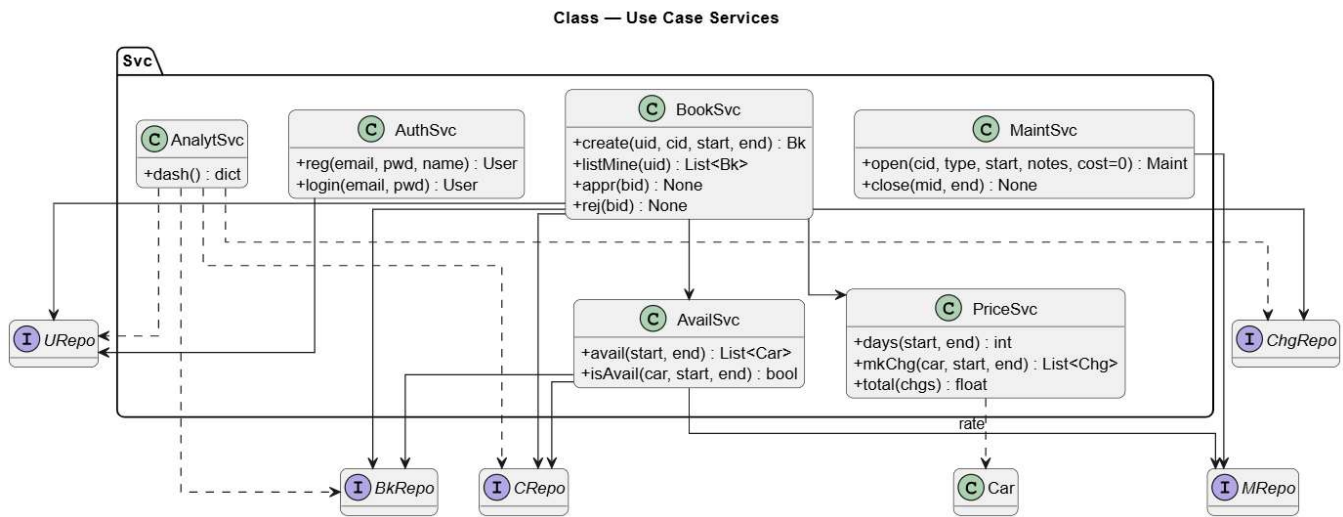 Class — Use Case Services
Svc
C AnalytSvc
+dash() : dict
C AuthSvc
+reg(email, pwd, name) : User
+login(email, pwd) : User
C BookSvc
+create(uid, cid, start, end) : Bk
+listMine(uid) : List<Bk>
+appr(bid) : None
+rej(bid) : None
C MaintSvc
+open(cid, type, start, notes, cost=0) : Maint
+close(mid, end) : None
I URepo
C AvailSvc
+avail(start, end) : List<Car>
+isAvail(car, start, end) : bool
C PriceSvc
+days(start, end) : int
+mkChg(car, start, end) : List<Chg>
+total(chgs) : float
I ChgRepo
rate
I BkRepo
I CRepo
C Car
I MRepo